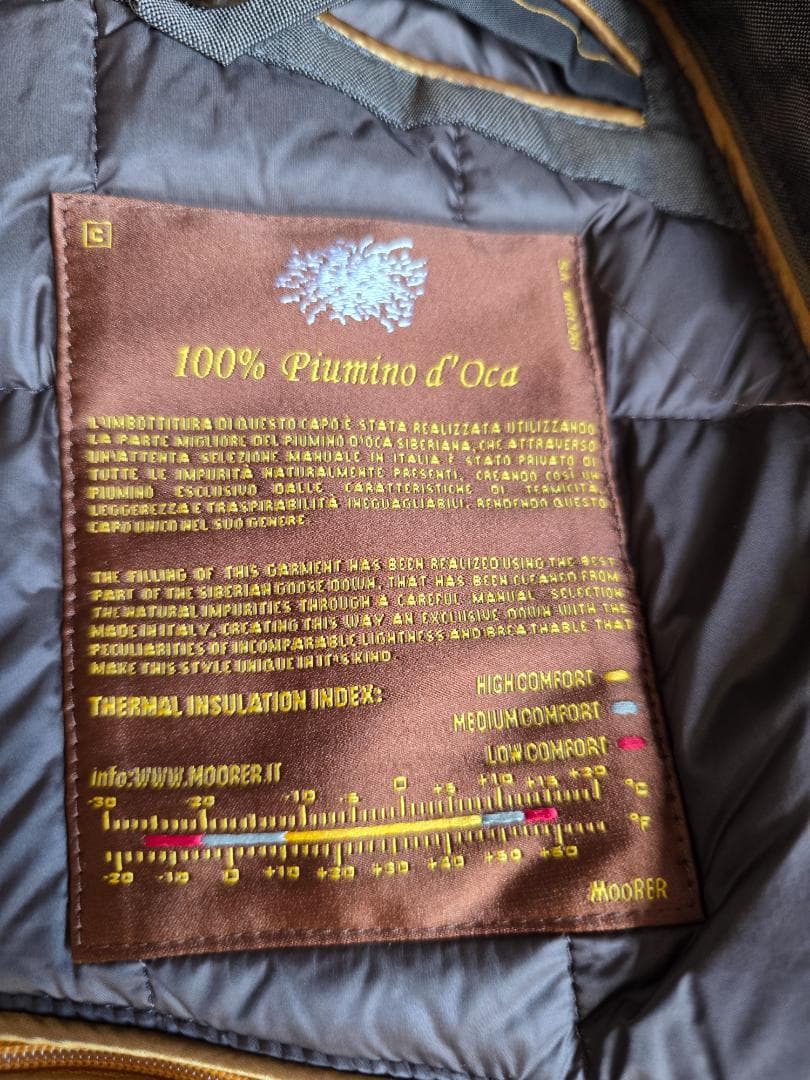 C
100% Piumino d'Oca
L'IMBOTTITURA DI QUESTO CAPO È STATA REALIZZATA UTILIZZANDO
LA PARTE MIGLIORE DEL PIUMINO D'OCA SIBERIANA, CHE ATTRAVERSO
UN'ATTENTA SELEZIONE MANUALE IN ITALIA È STATO PRIVATO DI
TUTTE LE IMPURITÀ NATURALMENTE PRESENTI, CREANDO COSÌ UN
PIUMINO ESCLUSIVO DALLE CARATTERISTICHE DI TERMICITÀ,
LEGGEREZZA E TRASPIRABILITÀ INEGUAGLIABILI, RENDENDO QUESTO
CAPO UNICO NEL SUO GENERE.
THE FILLING OF THIS GARMENT HAS BEEN REALIZED USING THE BEST
PART OF THE SIBERIAN GOOSE DOWN, THAT HAS BEEN CLEANED FROM
THE NATURAL IMPURITIES THROUGH A CAREFUL MANUAL SELECTION
MADE IN ITALY, CREATING THIS WAY AN EXCLUSIVE DOWN WITH THE
PECULIARITIES OF INCOMPARABLE LIGHTNESS AND BREATHABLE THAT
MAKE THIS STYLE UNIQUE IN IT'S KIND.
THERMAL INSULATION INDEX:
HIGH COMFORT
MEDIUM COMFORT
LOW COMFORT
info:WWW.MOORER.IT
-30 -20 -10 -5 0 +5 +10 +15 +20 °C
°F
-20 -10 0 +10 +20 +30 +40 +50 +60
MOORER